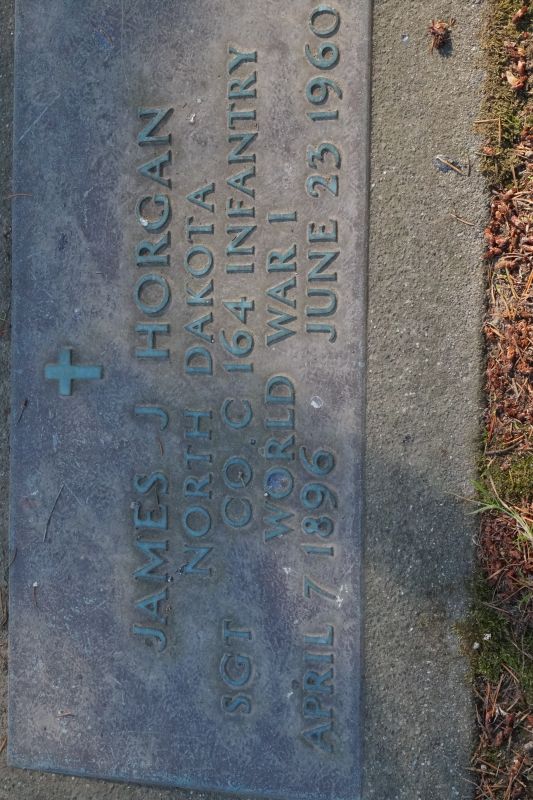 JAMES J HORGAN
NORTH DAKOTA
SGT CO C 164 INFANTRY
WORLD WAR I
APRIL 7 1896 JUNE 23 1960